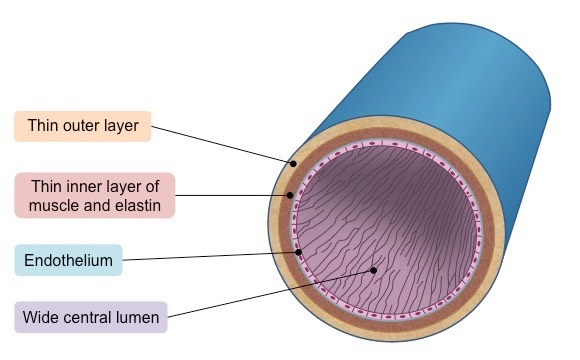 Thin outer layer
Thin inner layer of
muscle and elastin
Endothelium
Wide central lumen